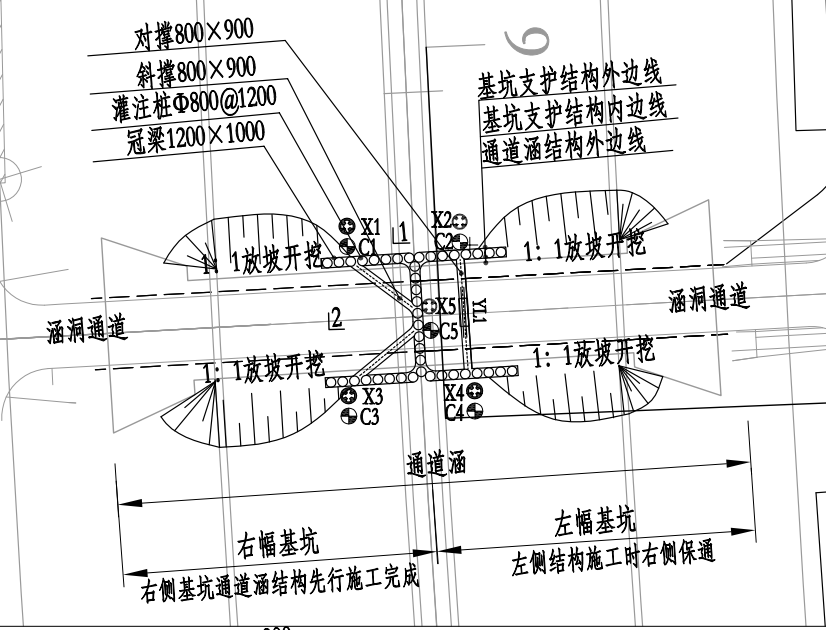 对撑800×900
斜撑800×900
灌注桩Φ800@1200
冠梁1200×1000
6
基坑支护结构外边线
基坑支护结构内边线
通道涵结构外边线
X1
C1
1
X2
C2
1：1放坡开挖
1：1放坡开挖
涵洞通道
2
X5
C5
YL1
涵洞通道
1：1放坡开挖
1：1放坡开挖
X3
C3
X4
C4
通道涵
右幅基坑
左幅基坑
右侧基坑通道涵结构先行施工完成
左侧结构施工时右侧保通